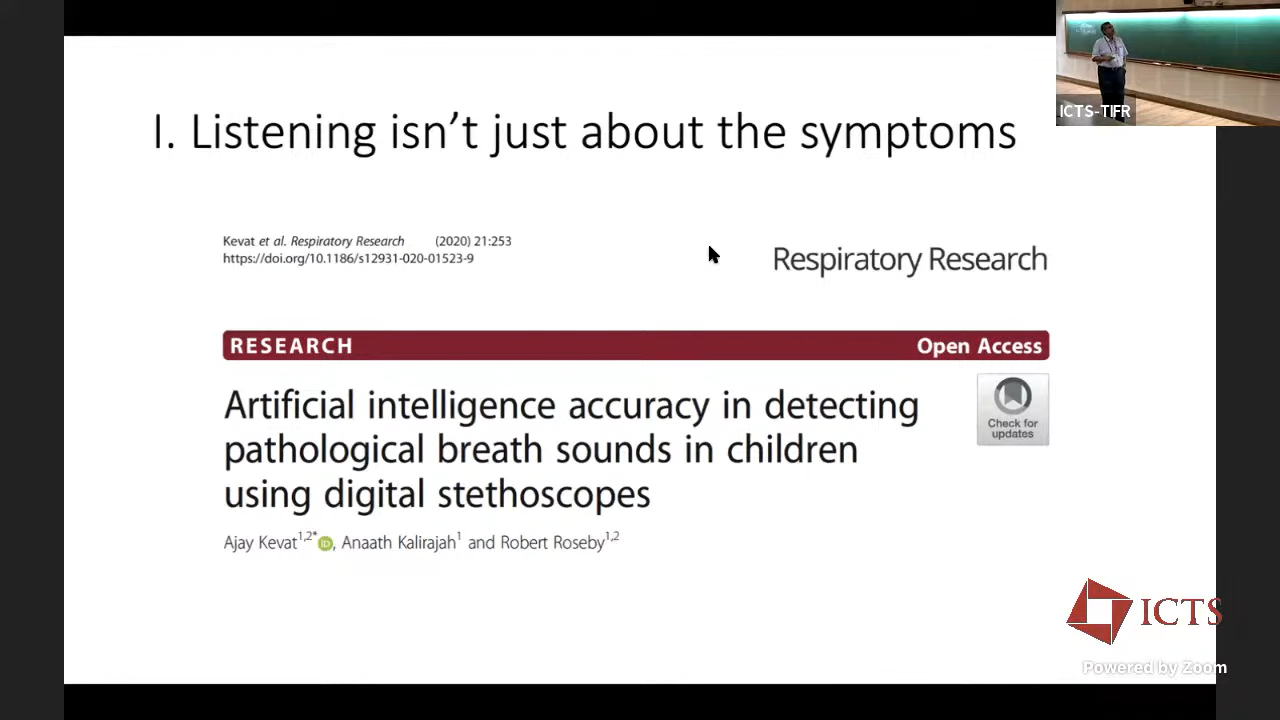 I. Listening isn't just about the symptoms
ICTS-TIFR
Kevat et al. Respiratory Research (2020) 21:253
https://doi.org/10.1186/s12931-020-01523-9
Respiratory Research
RESEARCH Open Access
Artificial intelligence accuracy in detecting
pathological breath sounds in children
using digital stethoscopes
Check for
updates
Ajay Kevat1,2* iD, Anaath Kalirajah1 and Robert Roseby1,2
ICTS
Powered by Zoom